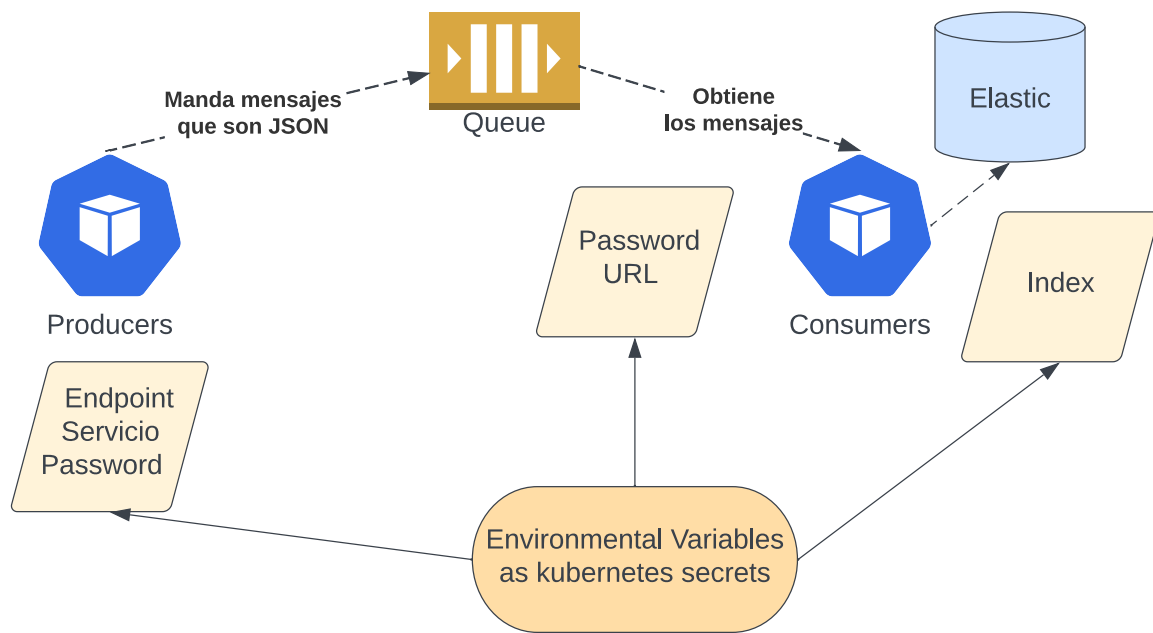 Manda mensajes
que son JSON
Queue
Obtiene
los mensajes
Elastic
Producers
Password
URL
Consumers
Index
Endpoint
Servicio
Password
Environmental Variables
as kubernetes secrets